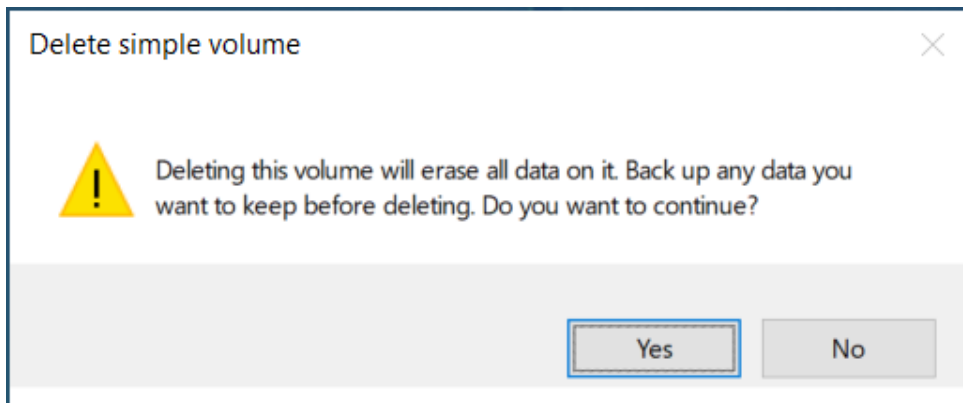 Delete simple volume
Deleting this volume will erase all data on it. Back up any data you
want to keep before deleting. Do you want to continue?
Yes
No